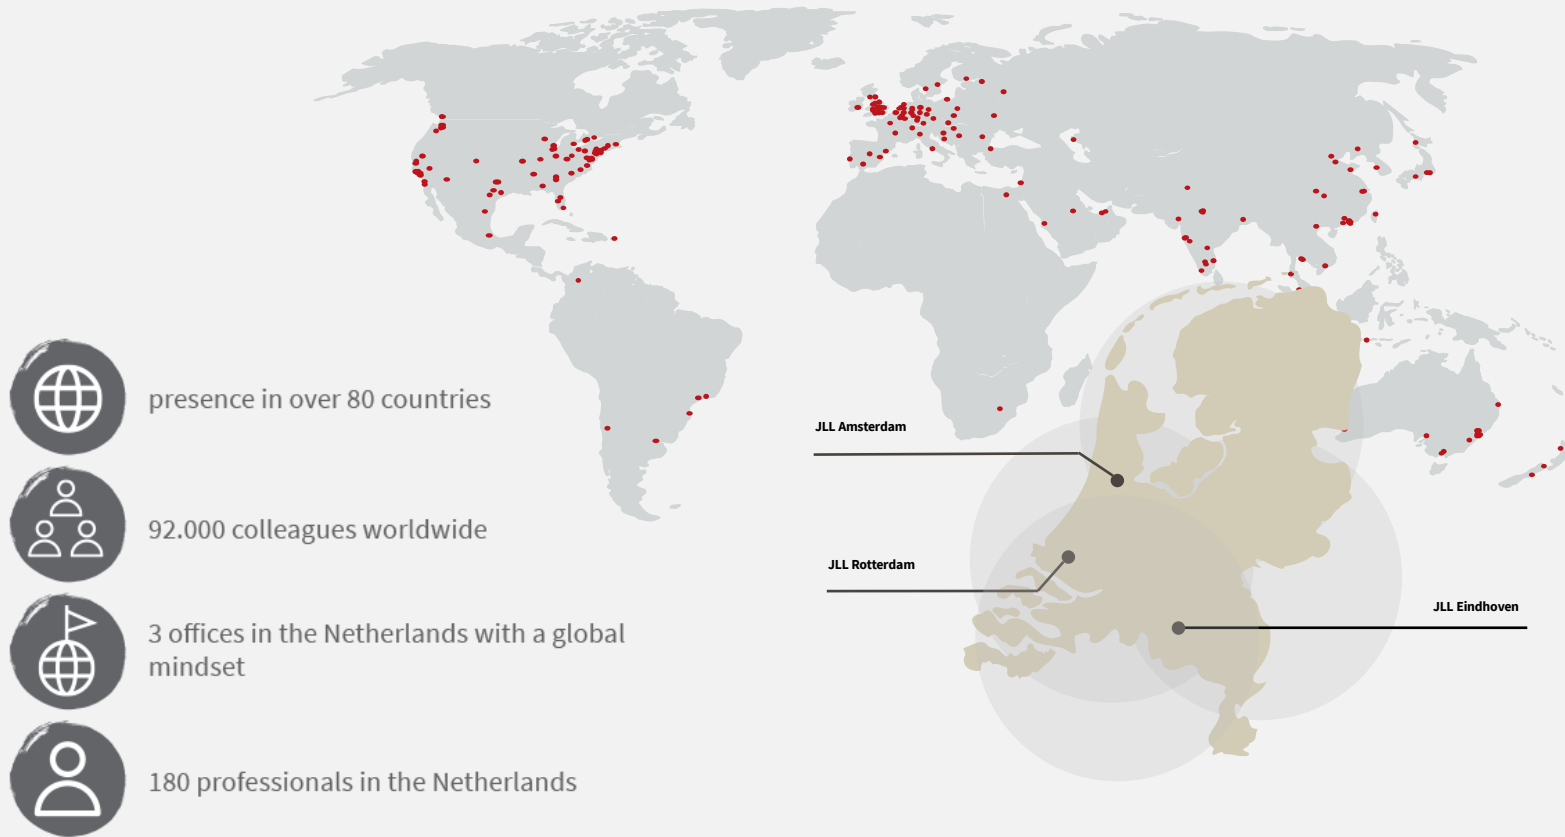 presence in over 80 countries
92.000 colleagues worldwide
3 offices in the Netherlands with a global
mindset
180 professionals in the Netherlands
JLL Amsterdam
JLL Rotterdam
JLL Eindhoven